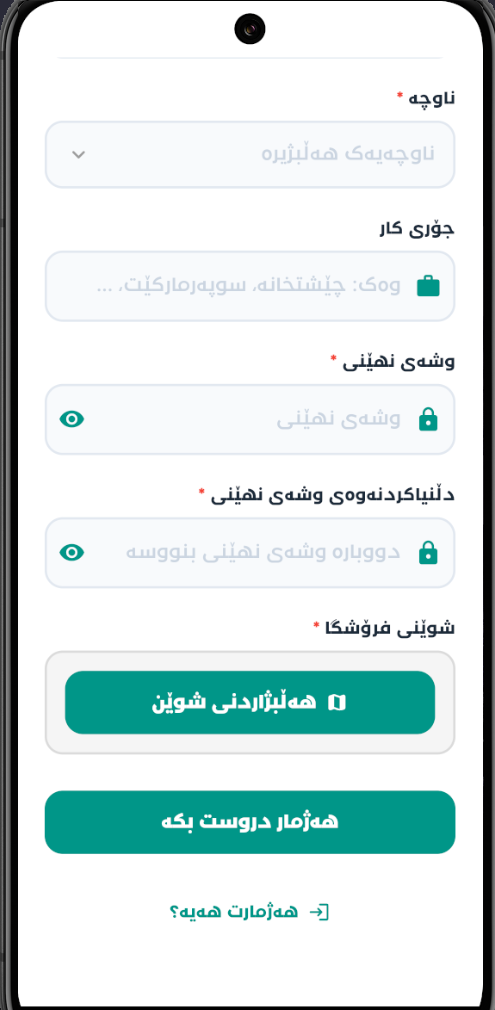 ناوچە *
ناوچەیەک هەڵبژێرە
جۆری کار
وەک: چێشتخانە، سوپەرمارکێت، ...
وشەی نهێنی *
وشەی نهێنی
دڵنیاکردنەوەی وشەی نهێنی *
دووبارە وشەی نهێنی بنووسە
شوێنی فرۆشگا *
هەڵبژاردنی شوێن
هەژمار دروست بکە
هەژمارت هەیە؟